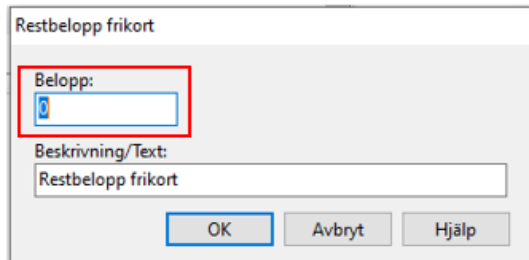 Restbelopp frikort
Belopp:
0
Beskrivning/Text:
Restbelopp frikort
OK Avbryt Hjälp